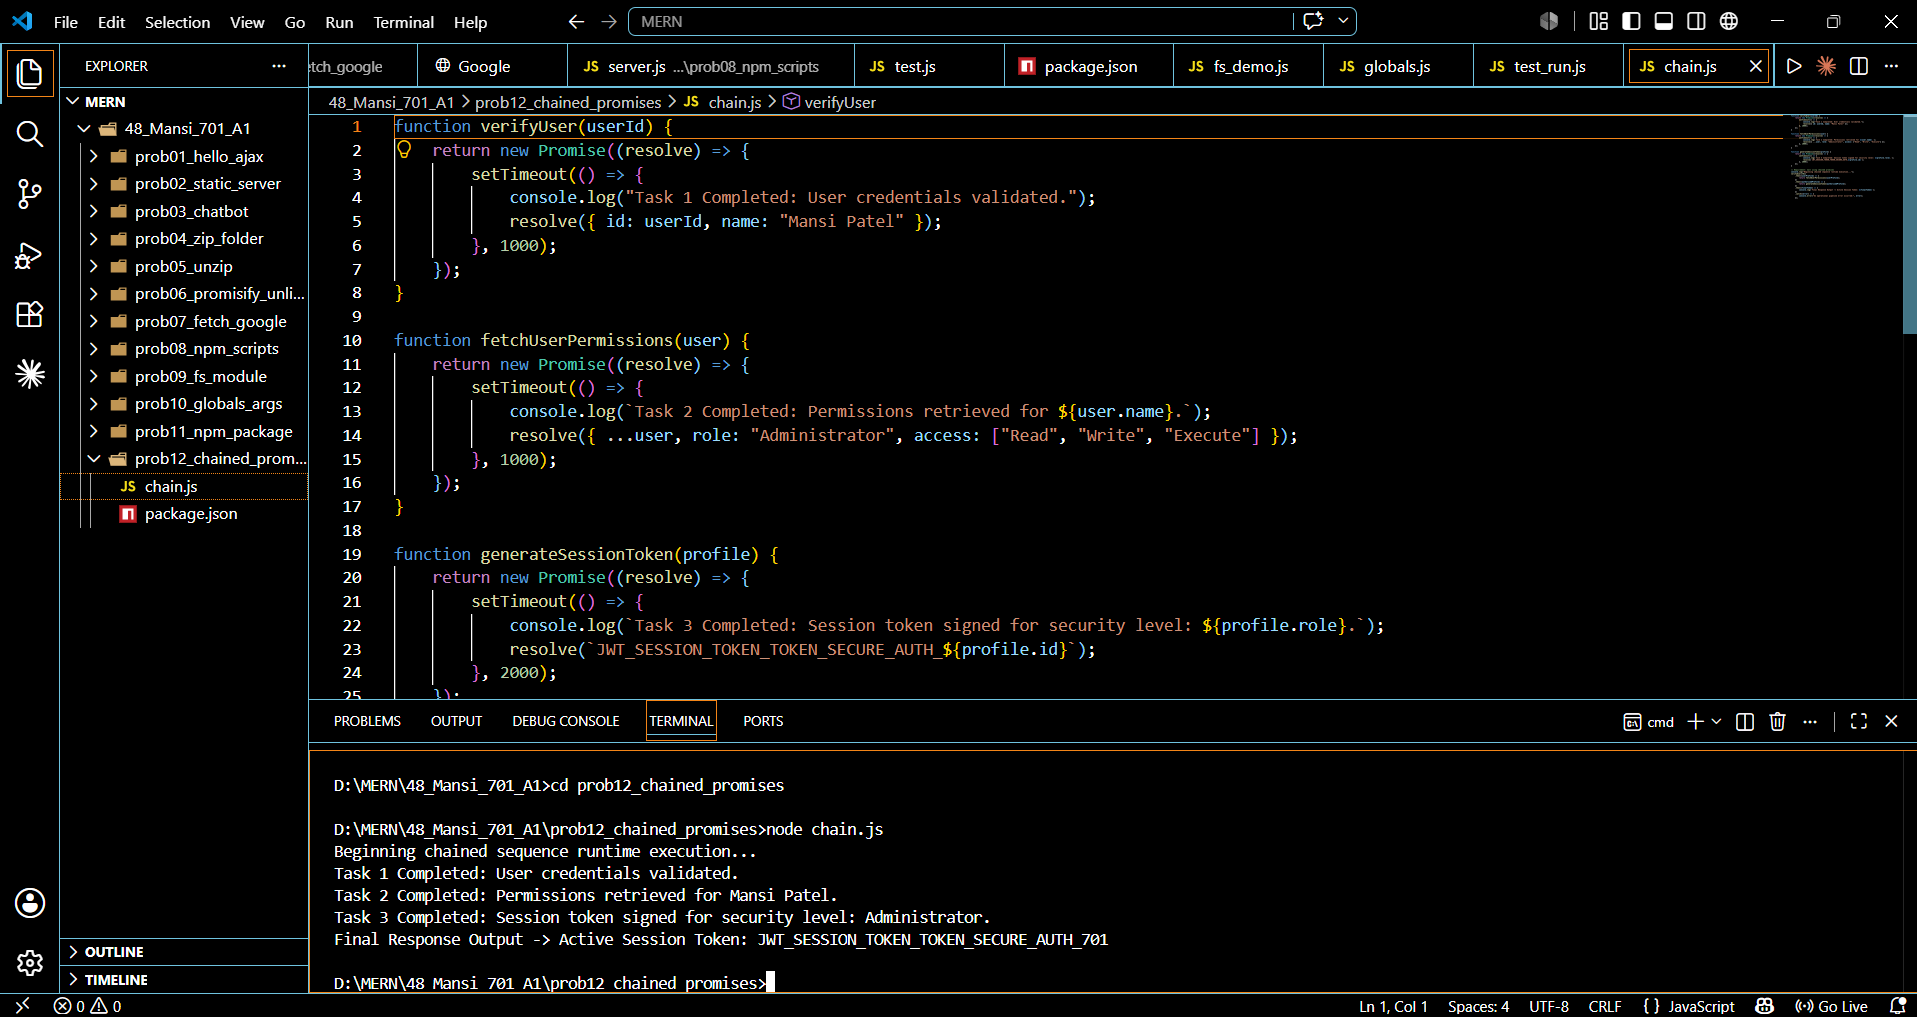 File Edit Selection View Go Run Terminal Help
MERN
EXPLORER
etch_google
Google
JS server.js ...\prob08_npm_scripts
JS test.js
package.json
JS fs_demo.js
JS globals.js
JS test_run.js
JS chain.js
MERN
48_Mansi_701_A1
prob01_hello_ajax
prob02_static_server
prob03_chatbot
prob04_zip_folder
prob05_unzip
prob06_promisify_unli...
prob07_fetch_google
prob08_npm_scripts
prob09_fs_module
prob10_globals_args
prob11_npm_package
prob12_chained_prom...
JS chain.js
package.json
OUTLINE
TIMELINE
48_Mansi_701_A1 > prob12_chained_promises > JS chain.js > verifyUser
1 function verifyUser(userId) {
2 return new Promise((resolve) => {
3 setTimeout(() => {
4 console.log("Task 1 Completed: User credentials validated.");
5 resolve({ id: userId, name: "Mansi Patel" });
6 }, 1000);
7 });
8 }
9
10 function fetchUserPermissions(user) {
11 return new Promise((resolve) => {
12 setTimeout(() => {
13 console.log(`Task 2 Completed: Permissions retrieved for ${user.name}.`);
14 resolve({ ...user, role: "Administrator", access: ["Read", "Write", "Execute"] });
15 }, 1000);
16 });
17 }
18
19 function generateSessionToken(profile) {
20 return new Promise((resolve) => {
21 setTimeout(() => {
22 console.log(`Task 3 Completed: Session token signed for security level: ${profile.role}.`);
23 resolve(`JWT_SESSION_TOKEN_TOKEN_SECURE_AUTH_${profile.id}`);
24 }, 2000);
25 });
PROBLEMS OUTPUT DEBUG CONSOLE TERMINAL PORTS
cmd
D:\MERN\48_Mansi_701_A1>cd prob12_chained_promises
D:\MERN\48_Mansi_701_A1\prob12_chained_promises>node chain.js
Beginning chained sequence runtime execution...
Task 1 Completed: User credentials validated.
Task 2 Completed: Permissions retrieved for Mansi Patel.
Task 3 Completed: Session token signed for security level: Administrator.
Final Response Output -> Active Session Token: JWT_SESSION_TOKEN_TOKEN_SECURE_AUTH_701
D:\MERN\48_Mansi_701_A1\prob12_chained_promises>
0 0
Ln 1, Col 1 Spaces: 4 UTF-8 CRLF { } JavaScript Go Live